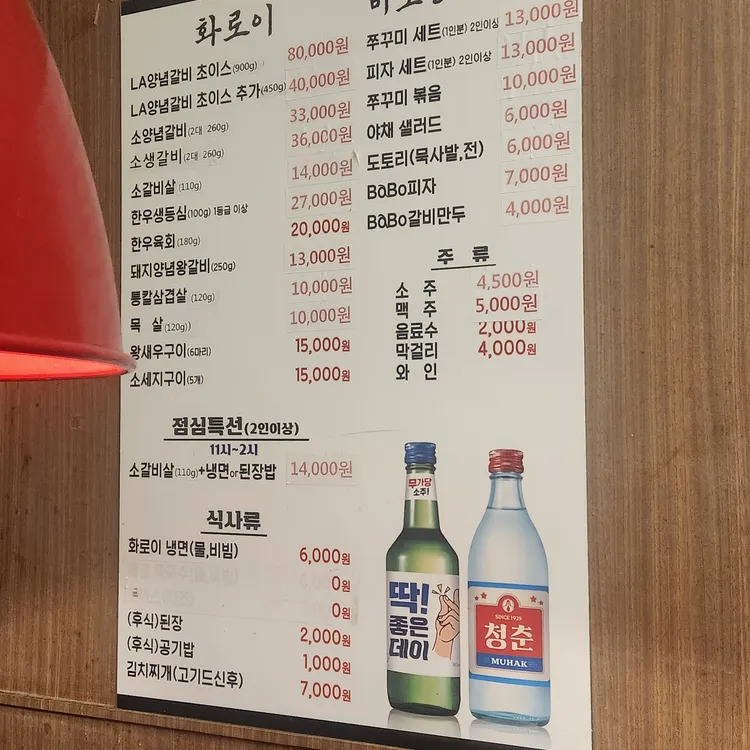 화로이
LA양념갈비 초이스(900g) 80,000원
LA양념갈비 초이스 추가(450g) 40,000원
소양념갈비(2대 260g) 33,000원
소생갈비(2대 260g) 36,000원
소갈비살(110g) 14,000원
한우생등심(100g) 1등급 이상 27,000원
한우육회(180g) 20,000원
돼지양념왕갈비(250g) 13,000원
통칼삼겹살(120g) 10,000원
목 살(120g)) 10,000원
왕새우구이(6마리) 15,000원
소세지구이(5개) 15,000원
점심특선(2인이상)
11시~2시
소갈비살(110g)+냉면or된장밥 14,000원
식사류
화로이 냉면(물,비빔) 6,000원
0원
0원
(후식)된장 2,000원
(후식)공기밥 1,000원
김치찌개(고기드신후) 7,000원
쭈꾸미 세트(1인분) 2인이상 13,000원
피자 세트(1인분) 2인이상 13,000원
쭈꾸미 볶음 10,000원
야채 샐러드 6,000원
도토리(묵사발,전) 6,000원
BaBo피자 7,000원
BaBo갈비만두 4,000원
주 류
소 주 4,500원
맥 주 5,000원
음료수 2,000원
막걸리 4,000원
와 인
무가당
소주!
딱!
좋은
데이
SINCE 1929
청춘
MUHAK